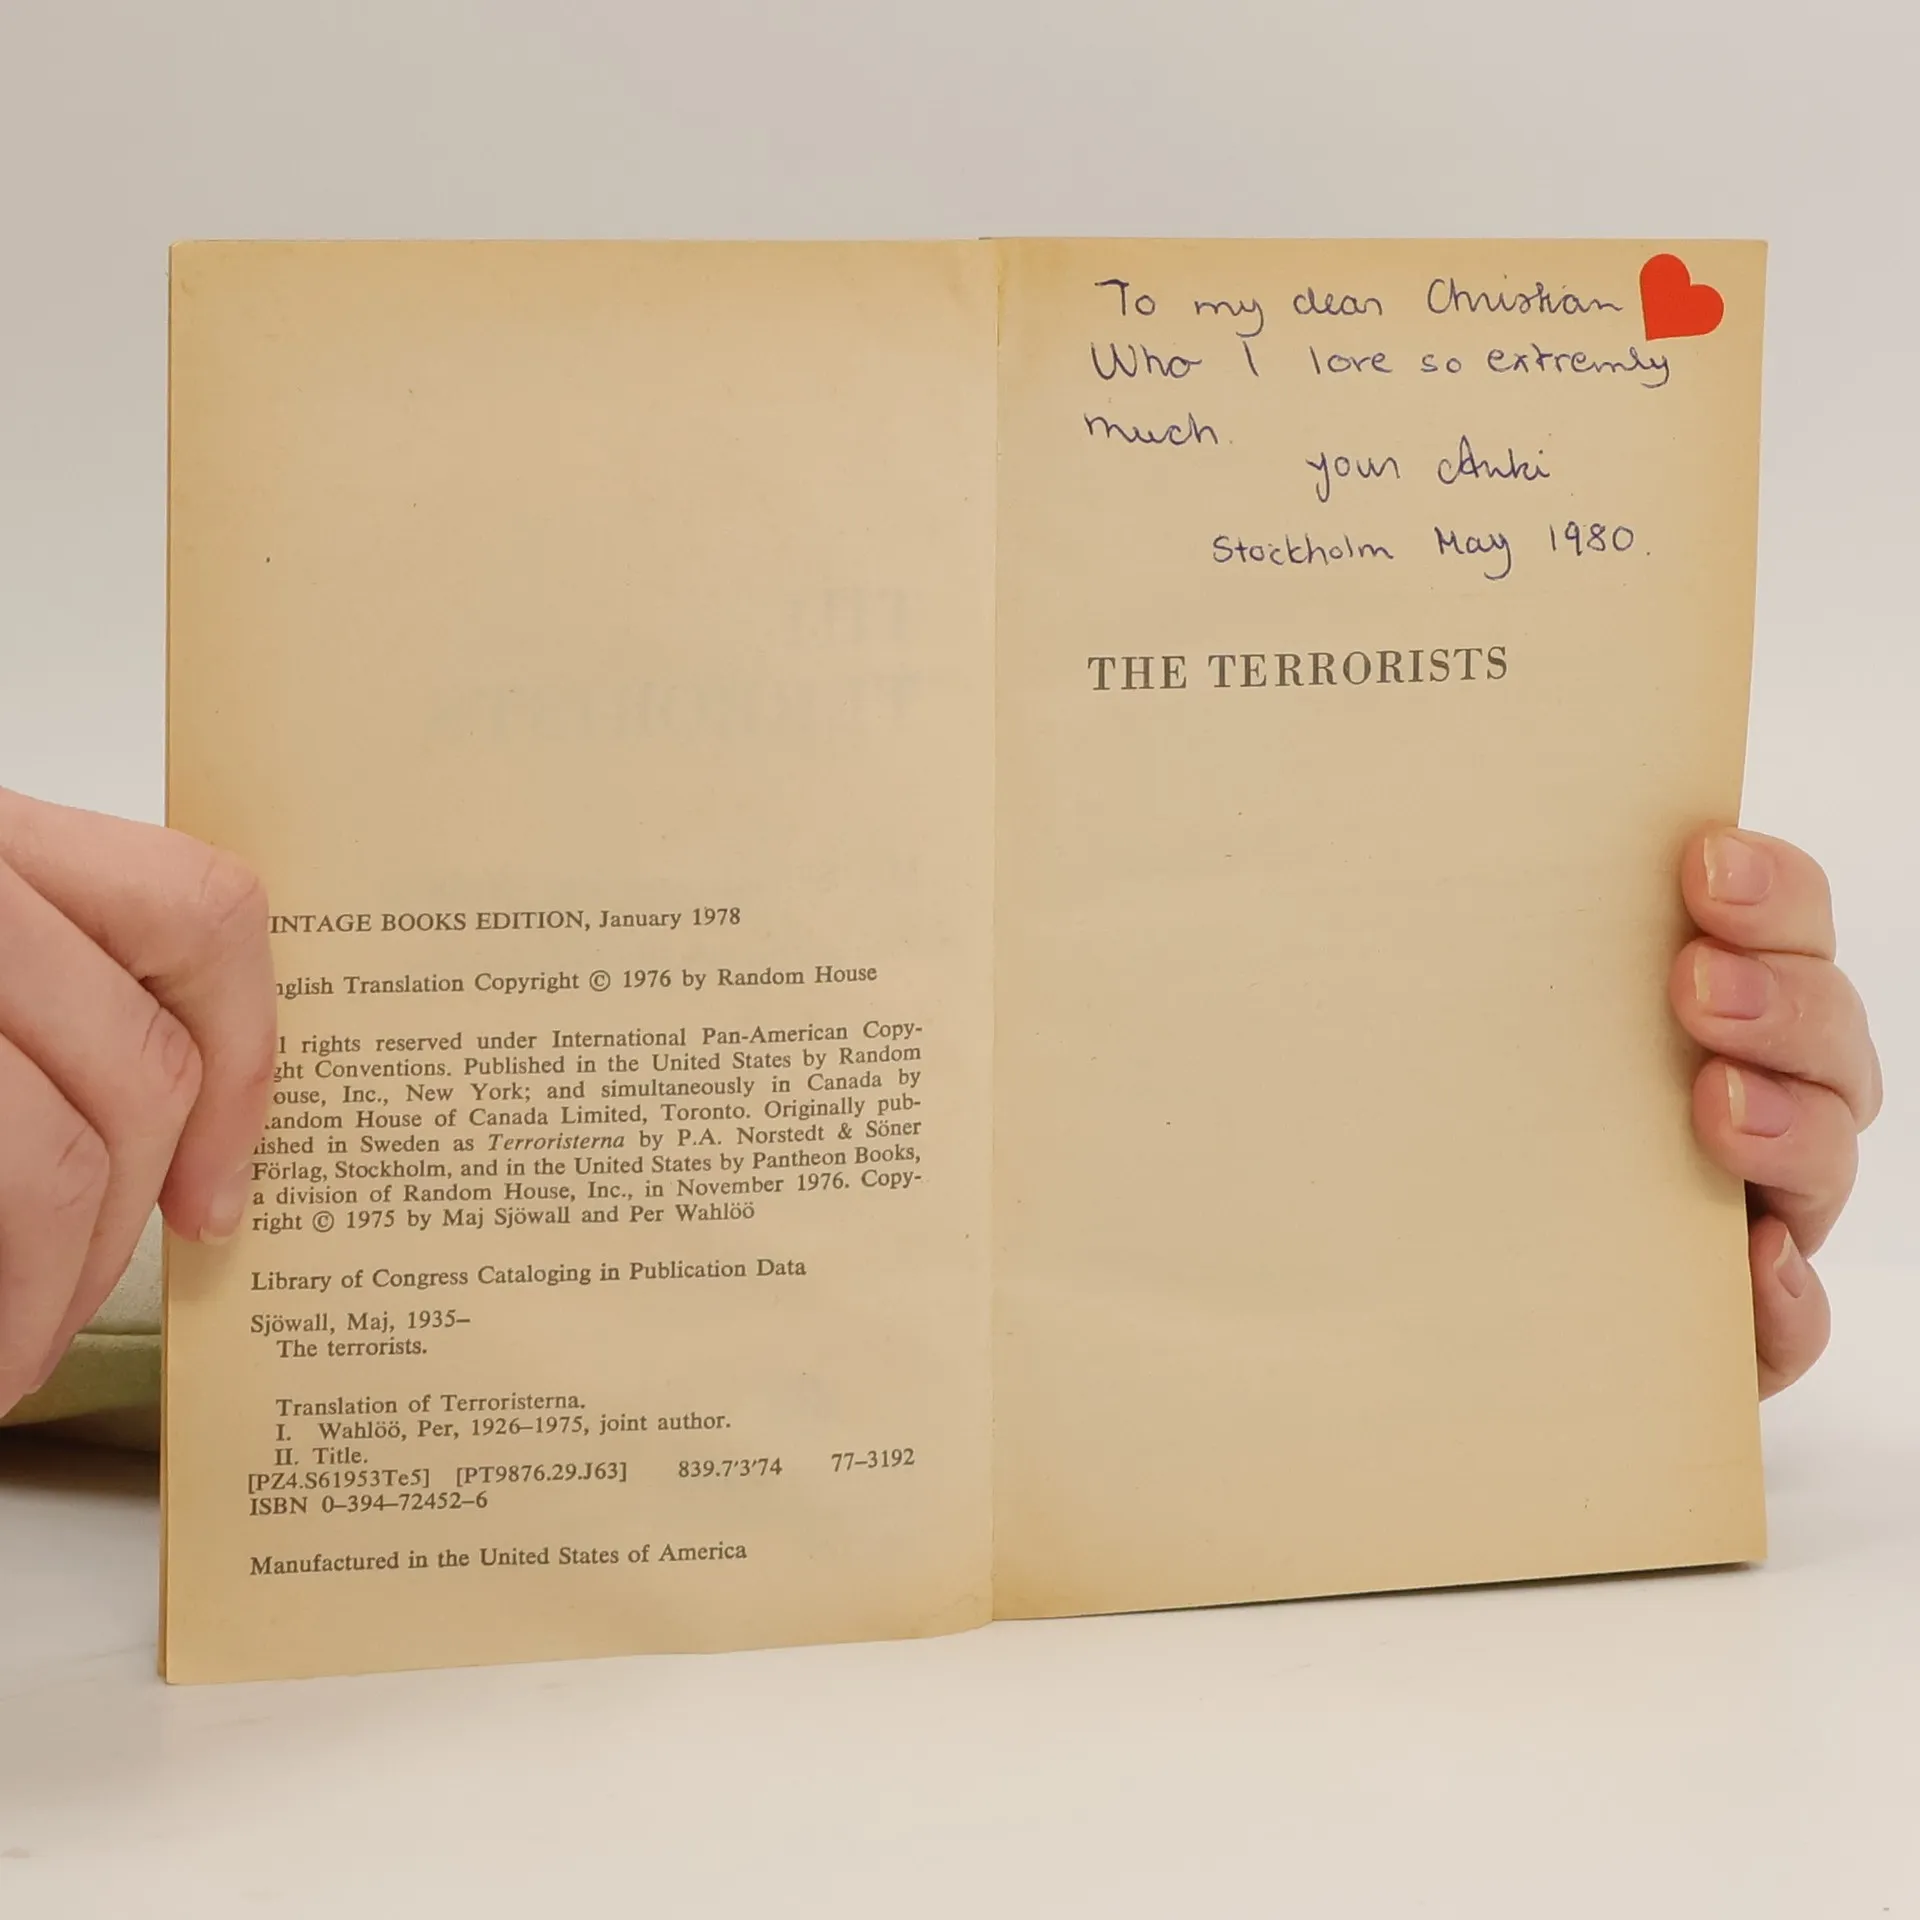 INTAGE BOOKS EDITION, January 1978
nglish Translation Copyright © 1976 by Random House
l rights reserved under International Pan-American Copy-
ght Conventions. Published in the United States by Random
ouse, Inc., New York; and simultaneously in Canada by
andom House of Canada Limited, Toronto. Originally pub-
ished in Sweden as Terroristerna by P.A. Norstedt & Söner
Förlag, Stockholm, and in the United States by Pantheon Books,
a division of Random House, Inc., in November 1976. Copy-
right © 1975 by Maj Sjöwall and Per Wahlöö
Library of Congress Cataloging in Publication Data
Sjöwall, Maj, 1935–
The terrorists.
Translation of Terroristerna.
I. Wahlöö, Per, 1926–1975, joint author.
II. Title.
[PZ4.S61953Te5] [PT9876.29.J63] 839.7'3'74 77–3192
ISBN 0–394–72452–6
Manufactured in the United States of America
To my dear Christian
Who I love so extremly
much.
your Anki
Stockholm May 1980.
THE TERRORISTS